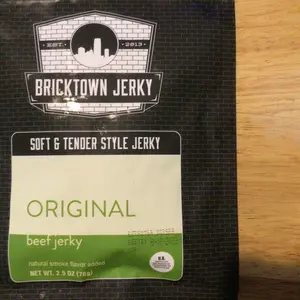 EST. 2013
BRICKTOWN JERKY
SOFT & TENDER STYLE JERKY
ORIGINAL
beef jerky
natural smoke flavor added
NET WT. 2.5 OZ (70g)